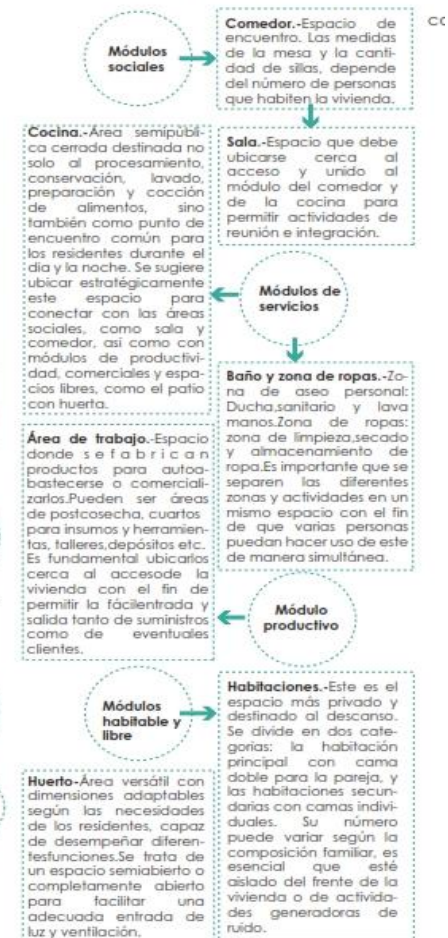 Módulos
sociales
Comedor.-Espacio de
encuentro. Las medidas
de la mesa y la canti-
dad de sillas, depende
del número de personas
que habiten la vivienda.
Sala.-Espacio que debe
ubicarse cerca al
acceso y unido al
módulo del comedor y
de la cocina para
permitir actividades de
reunión e integración.
Cocina.-Área semipúbli-
ca cerrada destinada no
solo al procesamiento,
conservación, lavado,
preparación y cocción
de alimentos, sino
también como punto de
encuentro común para
los residentes durante el
día y la noche. Se sugiere
ubicar estratégicamente
este espacio para
conectar con las áreas
sociales, como sala y
comedor, así como con
módulos de productivi-
dad, comerciales y espa-
cios libres, como el patio
con huerta.
Módulos de
servicios
Baño y zona de ropas.-Zo-
na de aseo personal:
Ducha,sanitario y lava
manos.Zona de ropas:
zona de limpieza,secado
y almacenamiento de
ropa.Es importante que se
separen las diferentes
zonas y actividades en un
mismo espacio con el fin
de que varias personas
puedan hacer uso de este
de manera simultánea.
Área de trabajo.-Espacio
donde s e f a b r i c a n
productos para autoa-
bastecerse o comerciali-
zarlos.Pueden ser áreas
de postcosecha, cuartos
para insumos y herramien-
tas, talleres,depósitos etc.
Es fundamental ubicarlos
cerca al accesode la
vivienda con el fin de
permitir la fácilentrada y
salida tanto de suministros
como de eventuales
clientes.
Módulo
productivo
Módulos
habitable y
libre
Habitaciones.-Este es el
espacio más privado y
destinado al descanso.
Se divide en dos cate-
gorías: la habitación
principal con cama
doble para la pareja, y
las habitaciones secun-
darias con camas indivi-
duales. Su número
puede variar según la
composición familiar, es
esencial que esté
aislado del frente de la
vivienda o de activida-
des generadoras de
ruido.
Huerto-Área versátil con
dimensiones adaptables
según las necesidades
de los residentes, capaz
de desempeñar diferen-
tesfunciones.Se trata de
un espacio semiabierto o
completamente abierto
para facilitar una
adecuada entrada de
luz y ventilación.